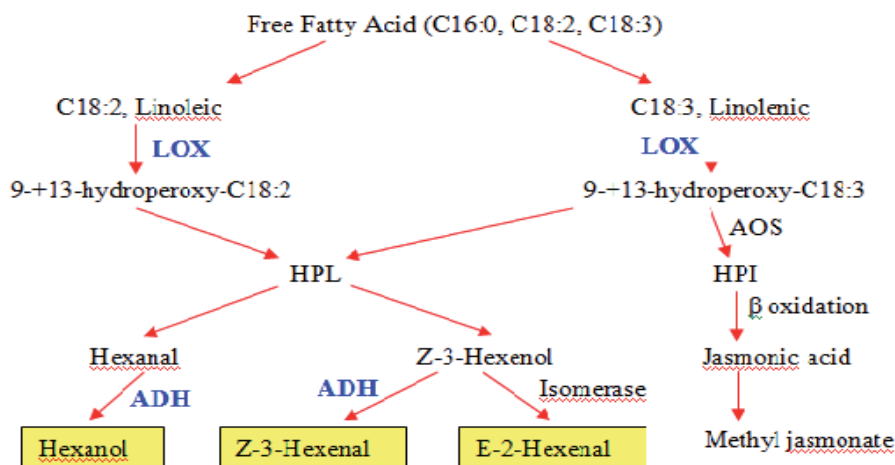 Free Fatty Acid (C16:0, C18:2, C18:3)
C18:2, Linoleic
C18:3, Linolenic
LOX
LOX
9-+13-hydroperoxy-C18:2
9-+13-hydroperoxy-C18:3
AOS
HPL
HPI
β oxidation
Hexanal
Z-3-Hexenol
Jasmonic acid
ADH
ADH
Isomerase
Hexanol
Z-3-Hexenal
E-2-Hexenal
Methyl jasmonate